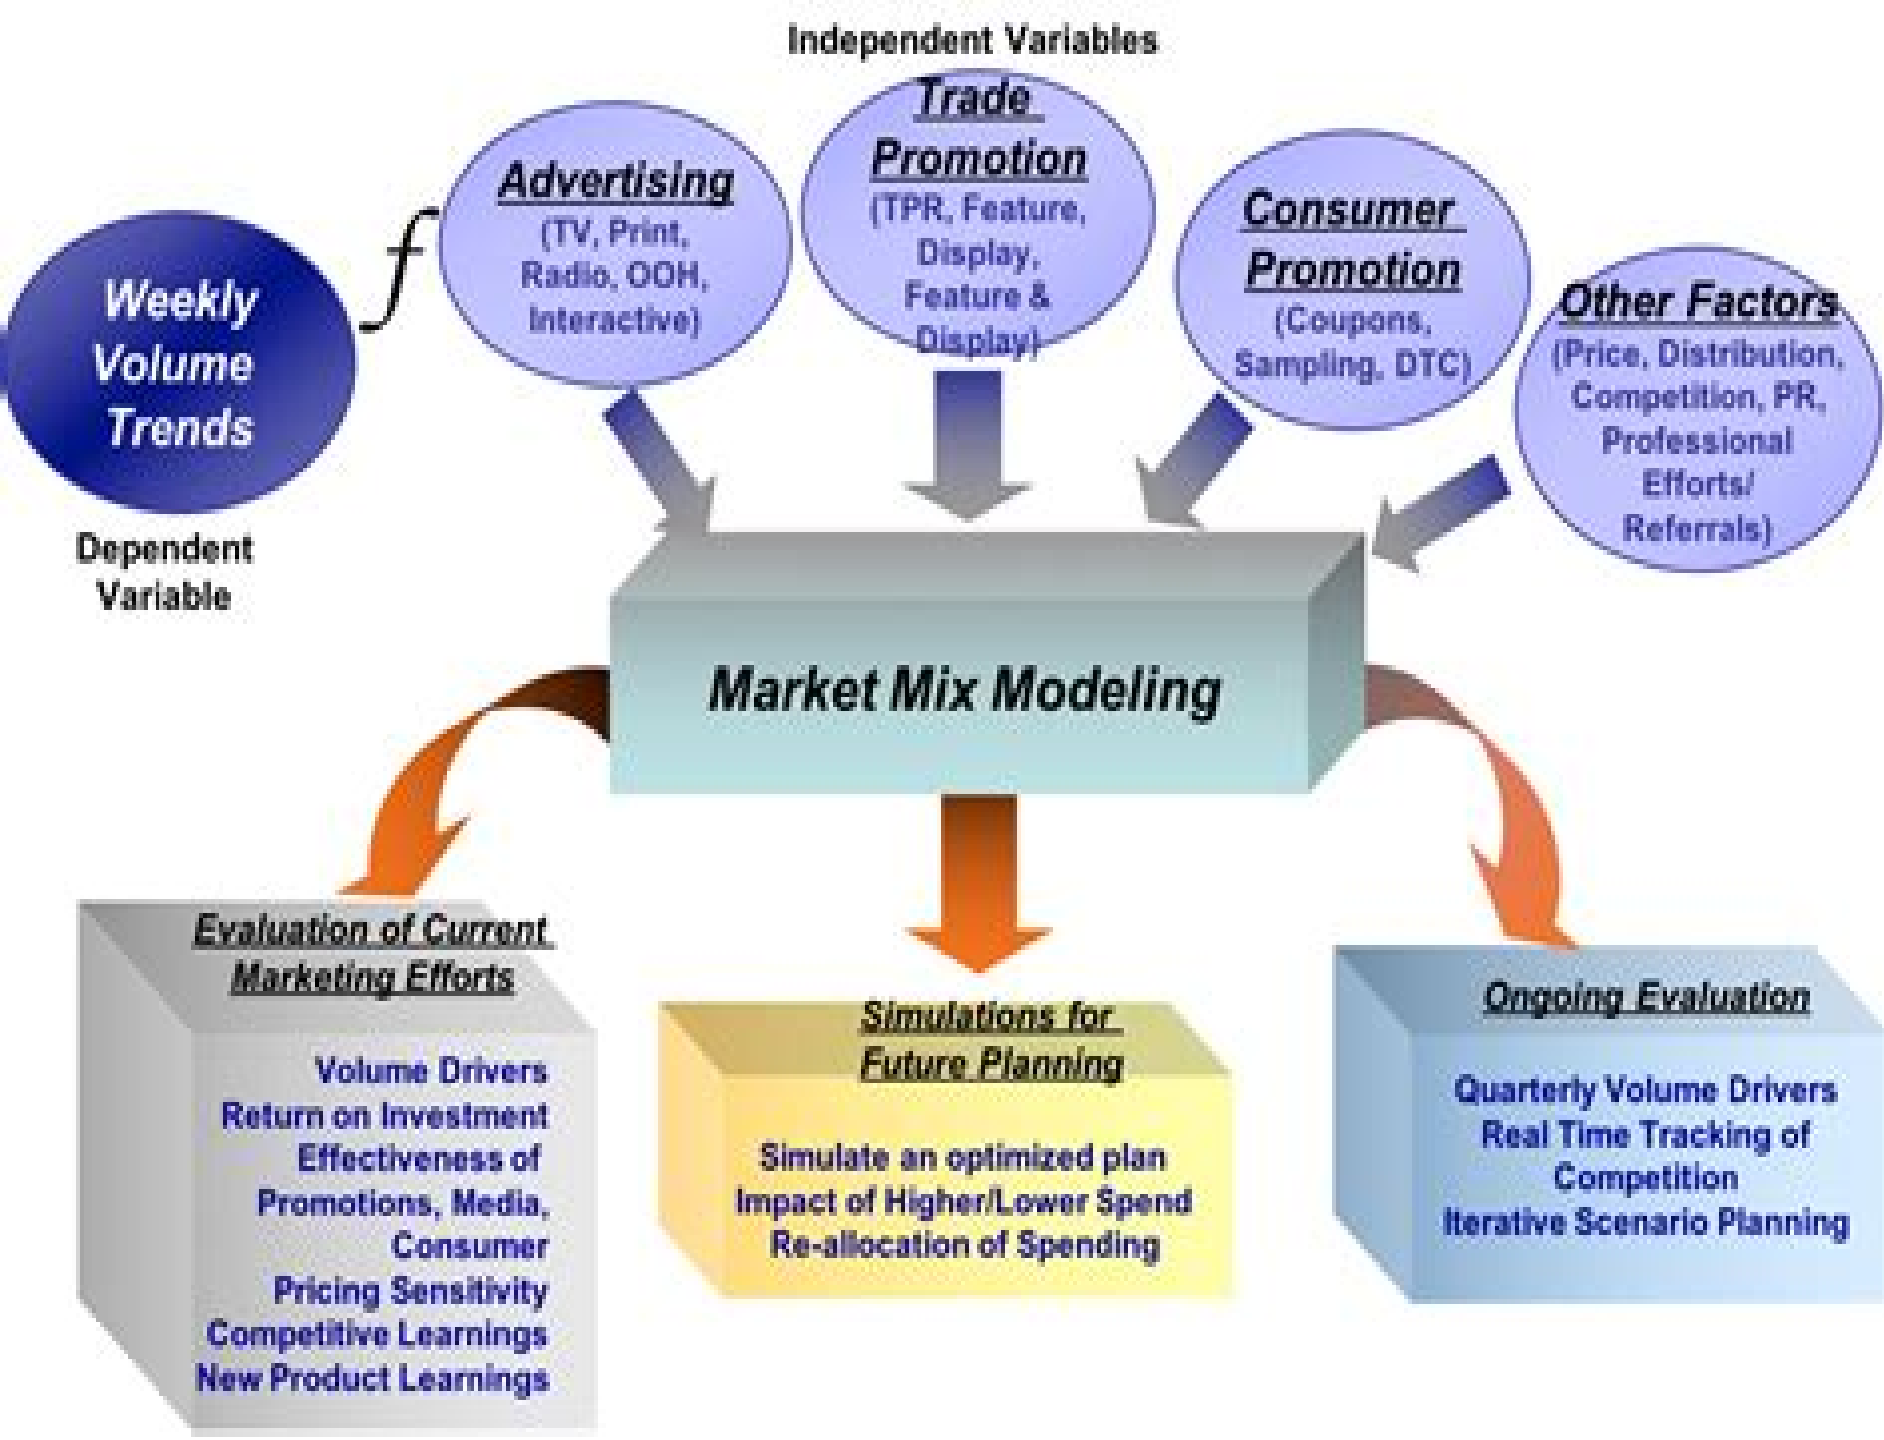 Independent Variables
Weekly
Volume
Trends
Dependent
Variable
f
Advertising
(TV, Print,
Radio, OOH,
Interactive)
Trade
Promotion
(TPR, Feature,
Display,
Feature &
Display)
Consumer
Promotion
(Coupons,
Sampling, DTC)
Other Factors
(Price, Distribution,
Competition, PR,
Professional
Efforts/
Referrals)
Market Mix Modeling
Evaluation of Current
Marketing Efforts
Volume Drivers
Return on Investment
Effectiveness of
Promotions, Media,
Consumer
Pricing Sensitivity
Competitive Learnings
New Product Learnings
Simulations for
Future Planning
Simulate an optimized plan
Impact of Higher/Lower Spend
Re-allocation of Spending
Ongoing Evaluation
Quarterly Volume Drivers
Real Time Tracking of
Competition
Iterative Scenario Planning